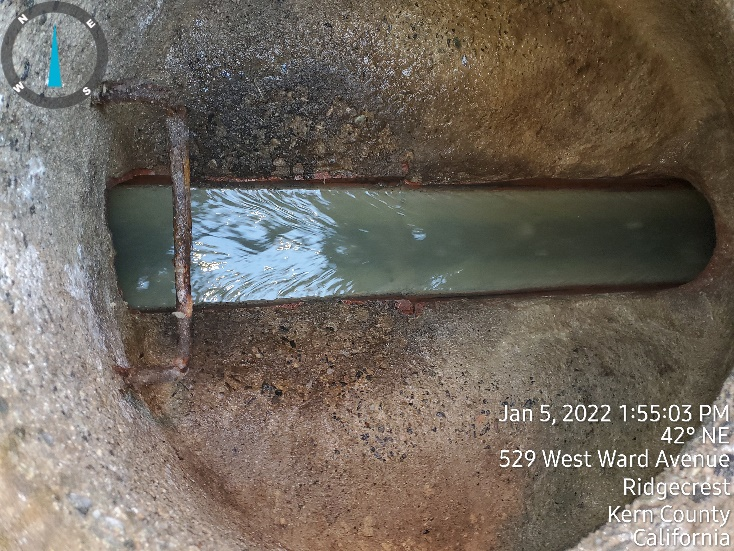 N
E
W
S
Jan 5, 2022 1:55:03 PM
42° NE
529 West Ward Avenue
Ridgecrest
Kern County
California